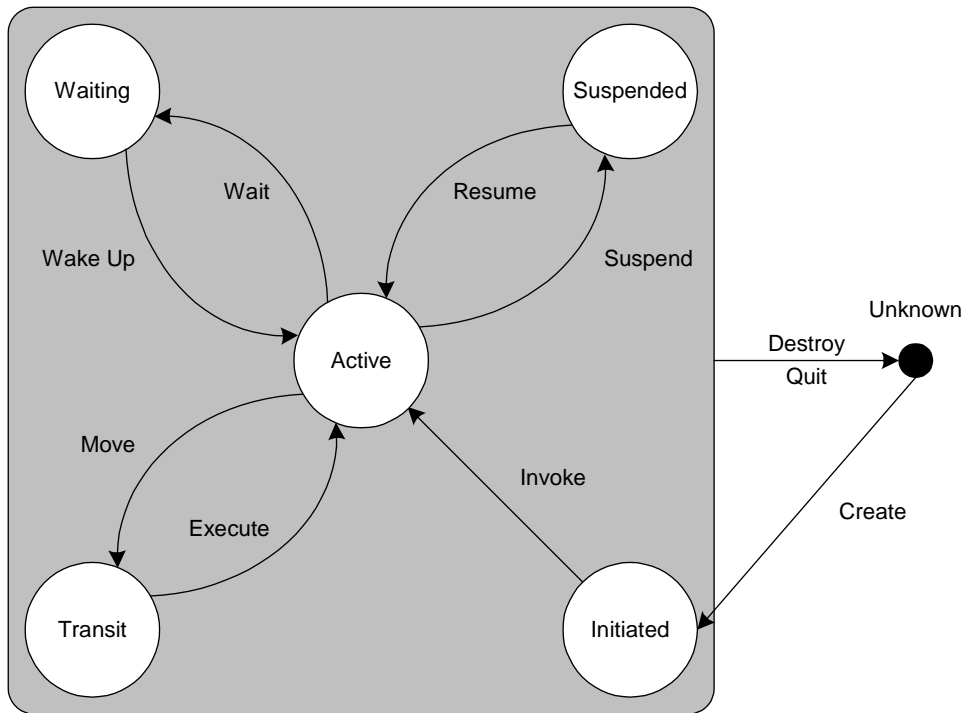 Waiting
Suspended
Wait
Resume
Wake Up
Suspend
Unknown
Active
Destroy
Quit
Move
Invoke
Create
Execute
Transit
Initiated